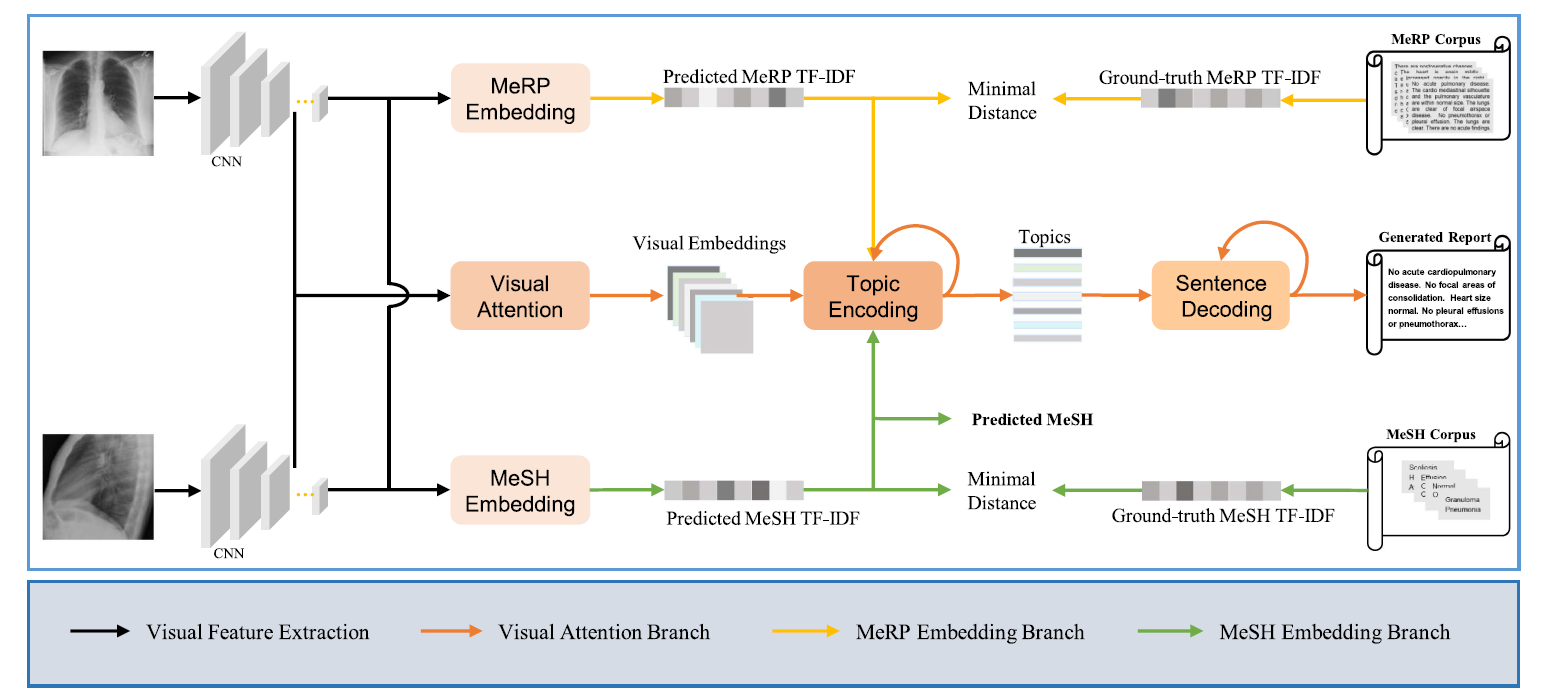 MeRP Corpus
There are postoperative changes
The heart is again mildly
increased opacity in the right
No acute pulmonary disease.
The cardio mediastinal silhouette
and the pulmonary vasculature
are within normal size. The lungs
are clear of focal airspace
disease. No pneumothorax or
pleural effusion. The lungs are
clear. There are no acute findings
CNN
MeRP
Embedding
Predicted MeRP TF-IDF
Minimal
Distance
Ground-truth MeRP TF-IDF
Visual
Attention
Visual Embeddings
Topic
Encoding
Topics
Sentence
Decoding
Generated Report
No acute cardiopulmonary
disease. No focal areas of
consolidation. Heart size
normal. No pleural effusions
or pneumothorax...
Predicted MeSH
CNN
MeSH
Embedding
Predicted MeSH TF-IDF
Minimal
Distance
Ground-truth MeSH TF-IDF
MeSH Corpus
Scoliosis
H Effusion
A C Normal
C O
Granuloma
Pneumonia
Visual Feature Extraction
Visual Attention Branch
MeRP Embedding Branch
MeSH Embedding Branch